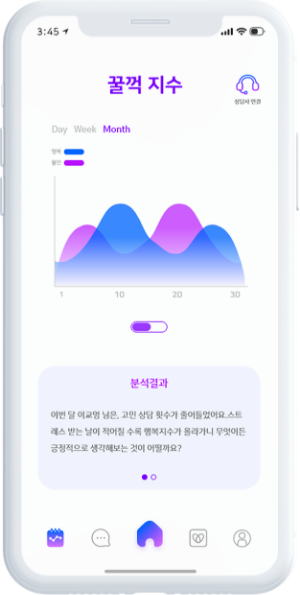 3:45
꿀꺽 지수
상담사 연결
Day Week Month
행복
불안
1 10 20 30
분석결과
이번 달 이교명 님은, 고민 상담 횟수가 줄어들었어요.스트
레스 받는 날이 적어질 수록 행복지수가 올라가니 무엇이든
긍정적으로 생각해보는 것이 어떨까요?